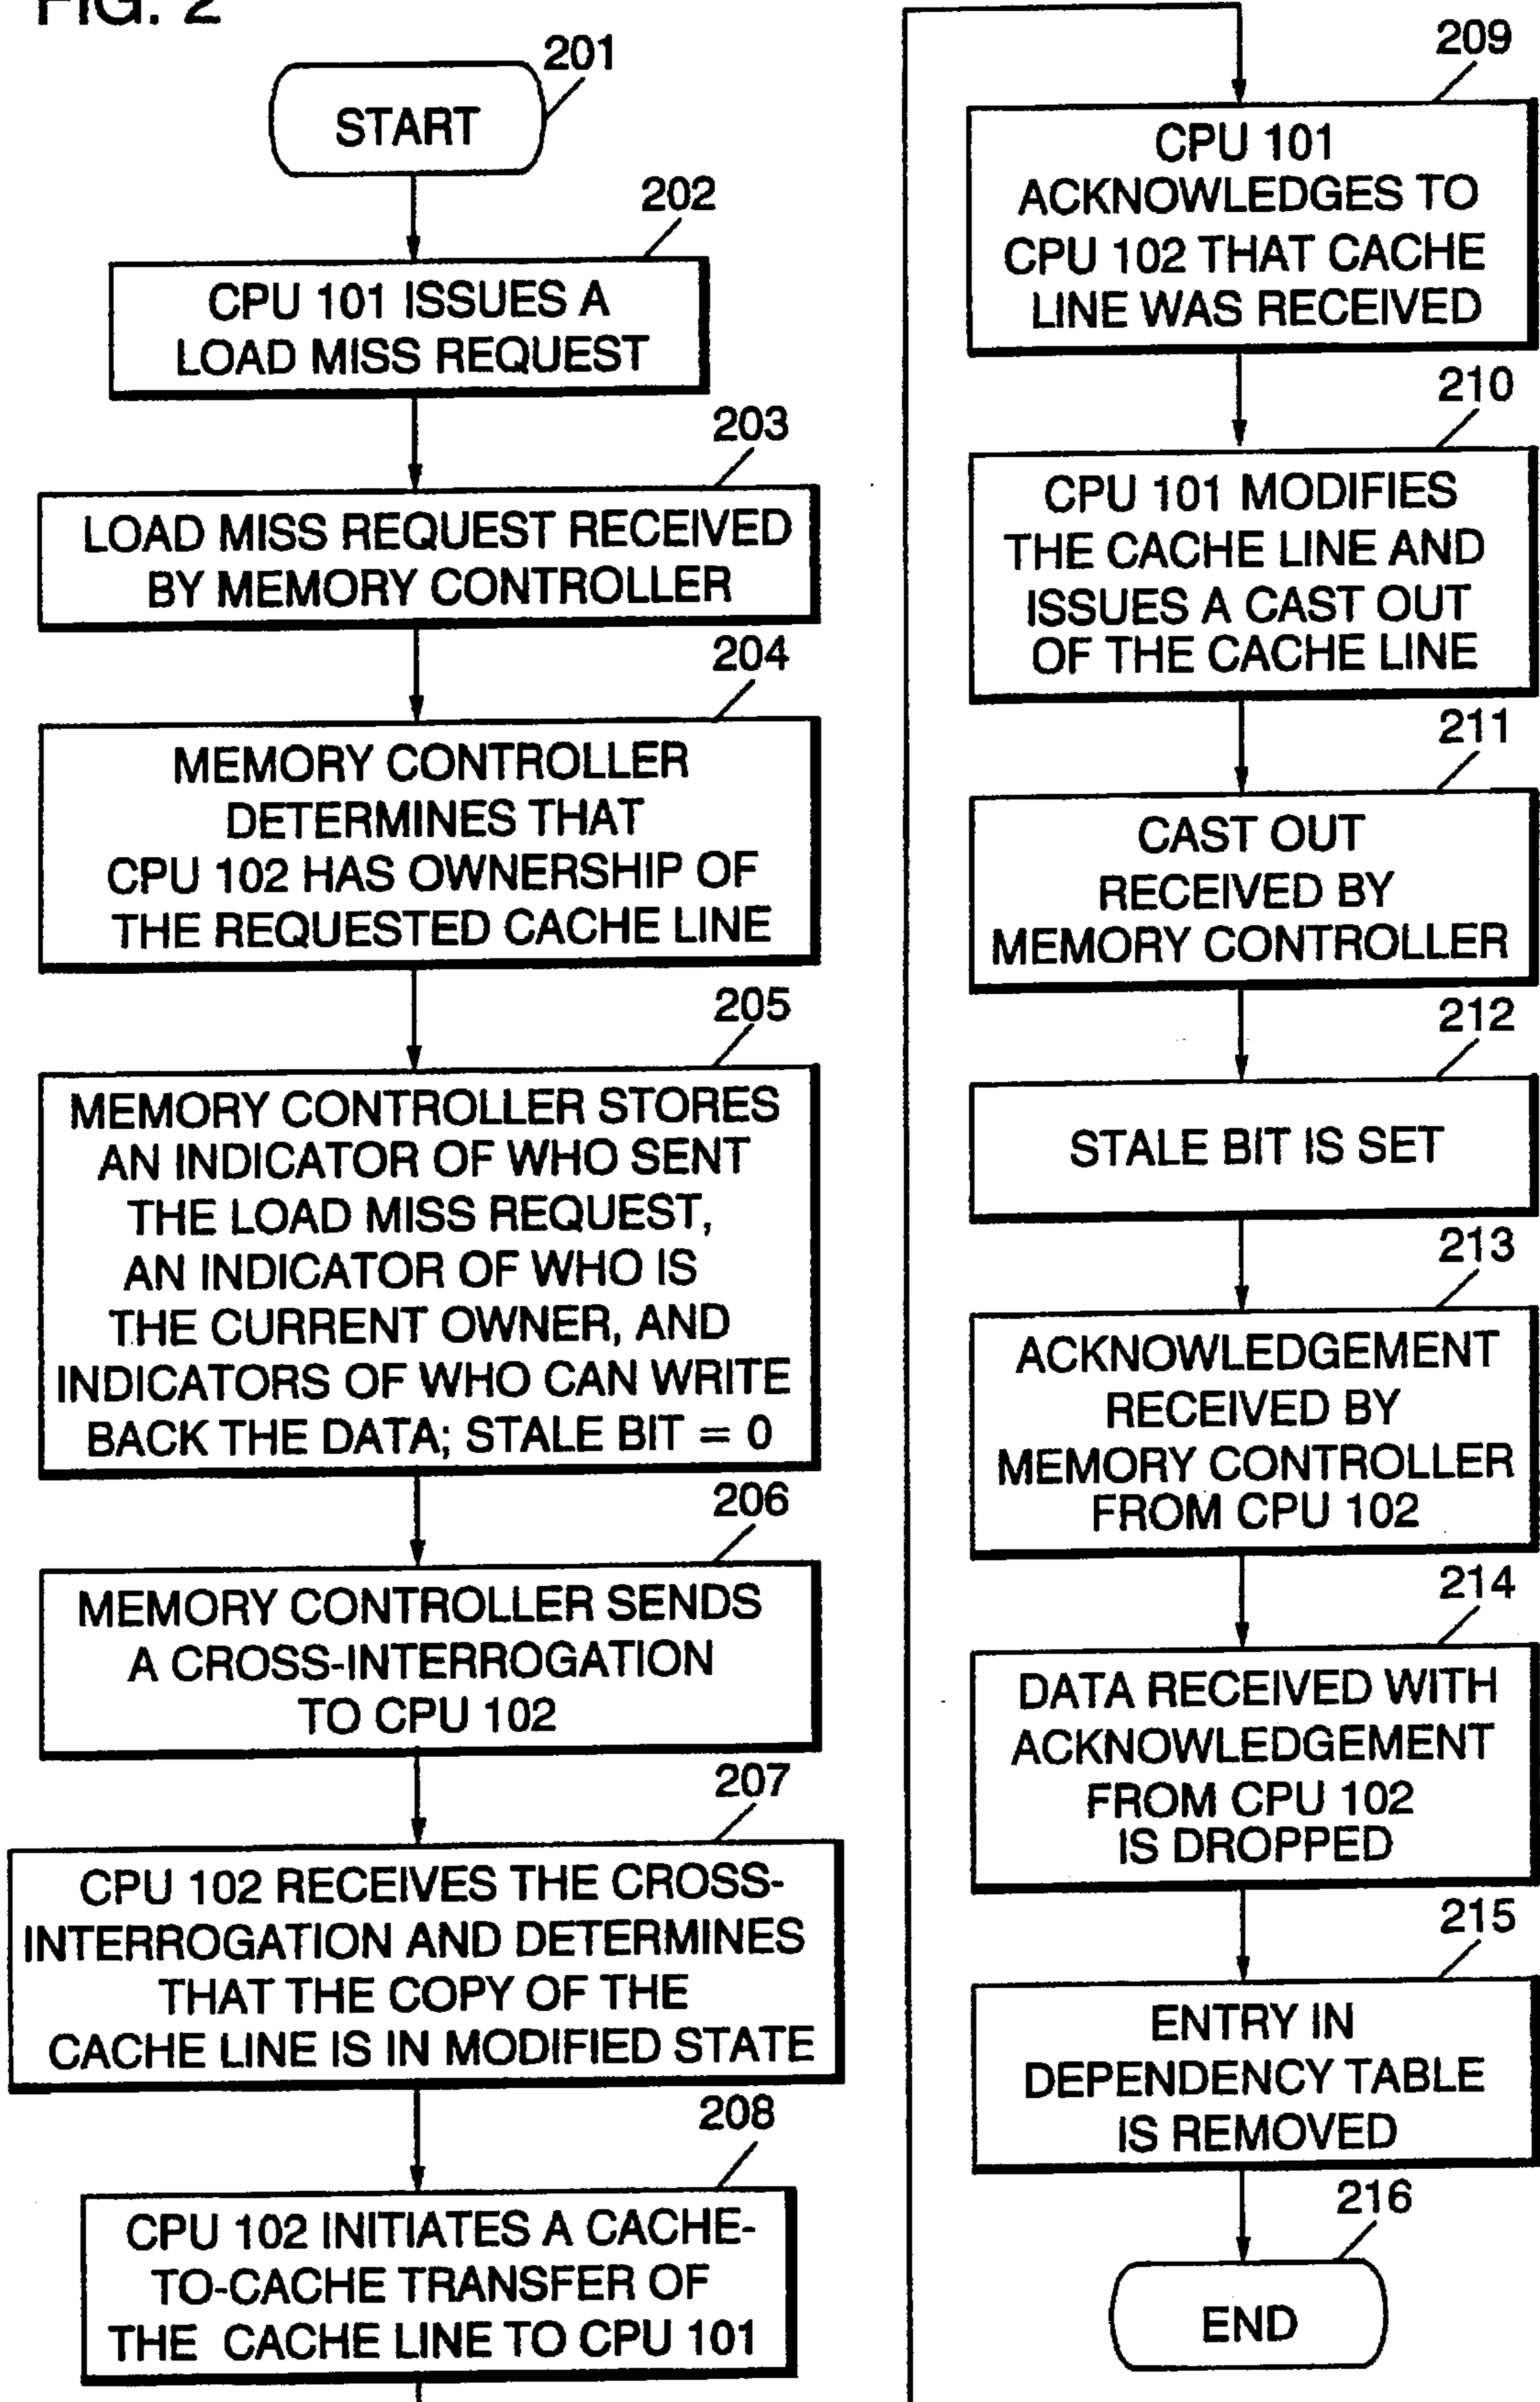 FIG. 2
201
START
202
CPU 101 ISSUES A
LOAD MISS REQUEST
203
LOAD MISS REQUEST RECEIVED
BY MEMORY CONTROLLER
204
MEMORY CONTROLLER
DETERMINES THAT
CPU 102 HAS OWNERSHIP OF
THE REQUESTED CACHE LINE
205
MEMORY CONTROLLER STORES
AN INDICATOR OF WHO SENT
THE LOAD MISS REQUEST,
AN INDICATOR OF WHO IS
THE CURRENT OWNER, AND
INDICATORS OF WHO CAN WRITE
BACK THE DATA; STALE BIT = 0
206
MEMORY CONTROLLER SENDS
A CROSS-INTERROGATION
TO CPU 102
207
CPU 102 RECEIVES THE CROSS-
INTERROGATION AND DETERMINES
THAT THE COPY OF THE
CACHE LINE IS IN MODIFIED STATE
208
CPU 102 INITIATES A CACHE-
TO-CACHE TRANSFER OF
THE CACHE LINE TO CPU 101
209
CPU 101
ACKNOWLEDGES TO
CPU 102 THAT CACHE
LINE WAS RECEIVED
210
CPU 101 MODIFIES
THE CACHE LINE AND
ISSUES A CAST OUT
OF THE CACHE LINE
211
CAST OUT
RECEIVED BY
MEMORY CONTROLLER
212
STALE BIT IS SET
213
ACKNOWLEDGEMENT
RECEIVED BY
MEMORY CONTROLLER
FROM CPU 102
214
DATA RECEIVED WITH
ACKNOWLEDGEMENT
FROM CPU 102
IS DROPPED
215
ENTRY IN
DEPENDENCY TABLE
IS REMOVED
216
END